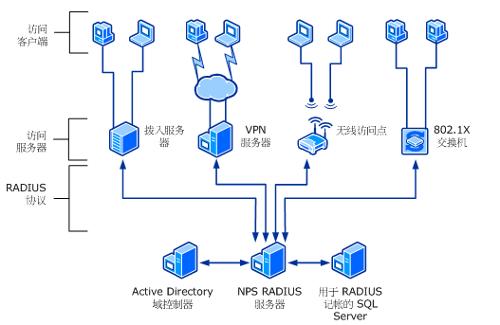 访问
客户端
访问
服务器
拨入服务
器
VPN
服务器
无线访问点
802.1X
交换机
RADIUS
协议
Active Directory
域控制器
NPS RADIUS
服务器
用于 RADIUS
记帐的 SQL
Server